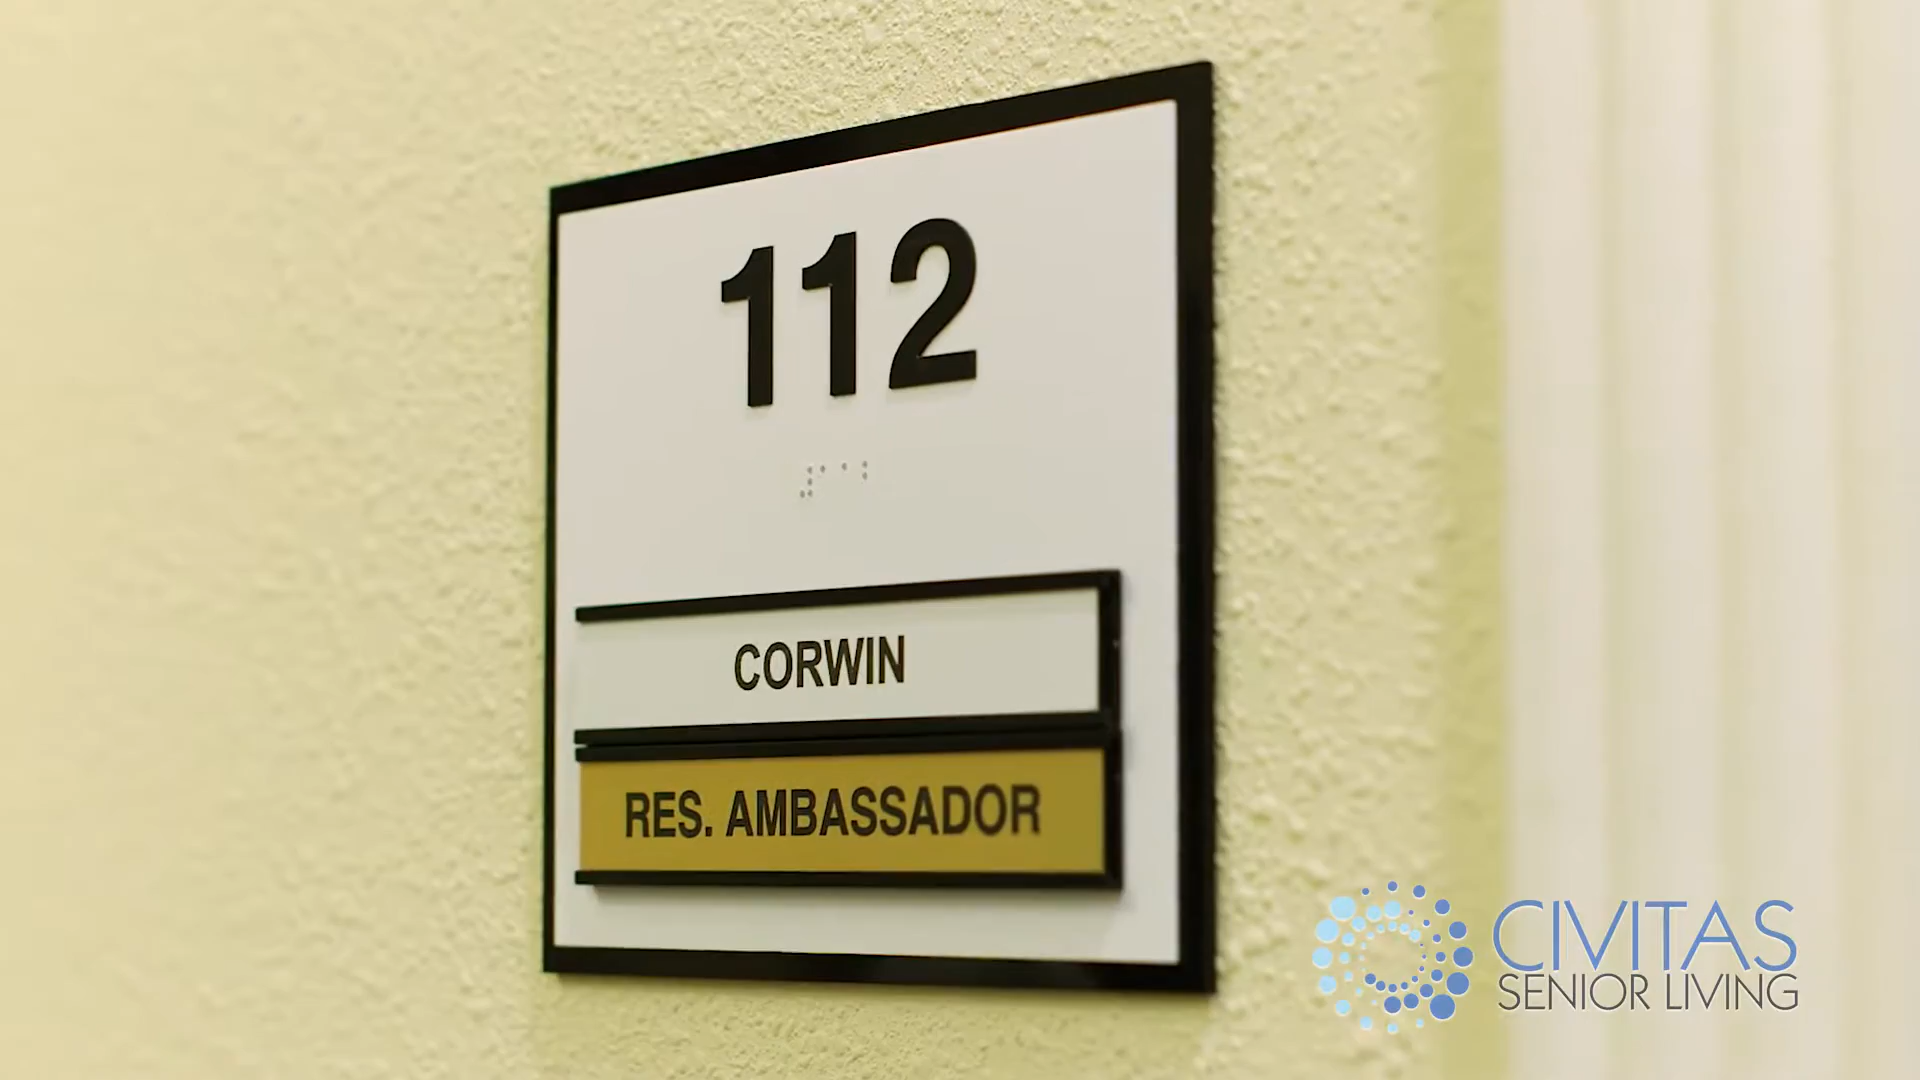 112
⠼⠁⠁⠃
CORWIN
RES. AMBASSADOR
CIVITAS
SENIOR LIVING